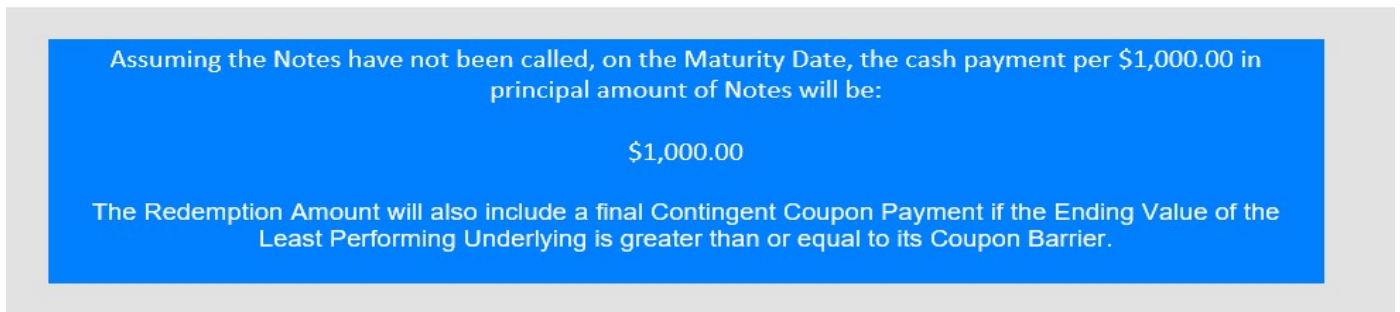 Assuming the Notes have not been called, on the Maturity Date, the cash payment per $1,000.00 in
principal amount of Notes will be:
$1,000.00
The Redemption Amount will also include a final Contingent Coupon Payment if the Ending Value of the
Least Performing Underlying is greater than or equal to its Coupon Barrier.